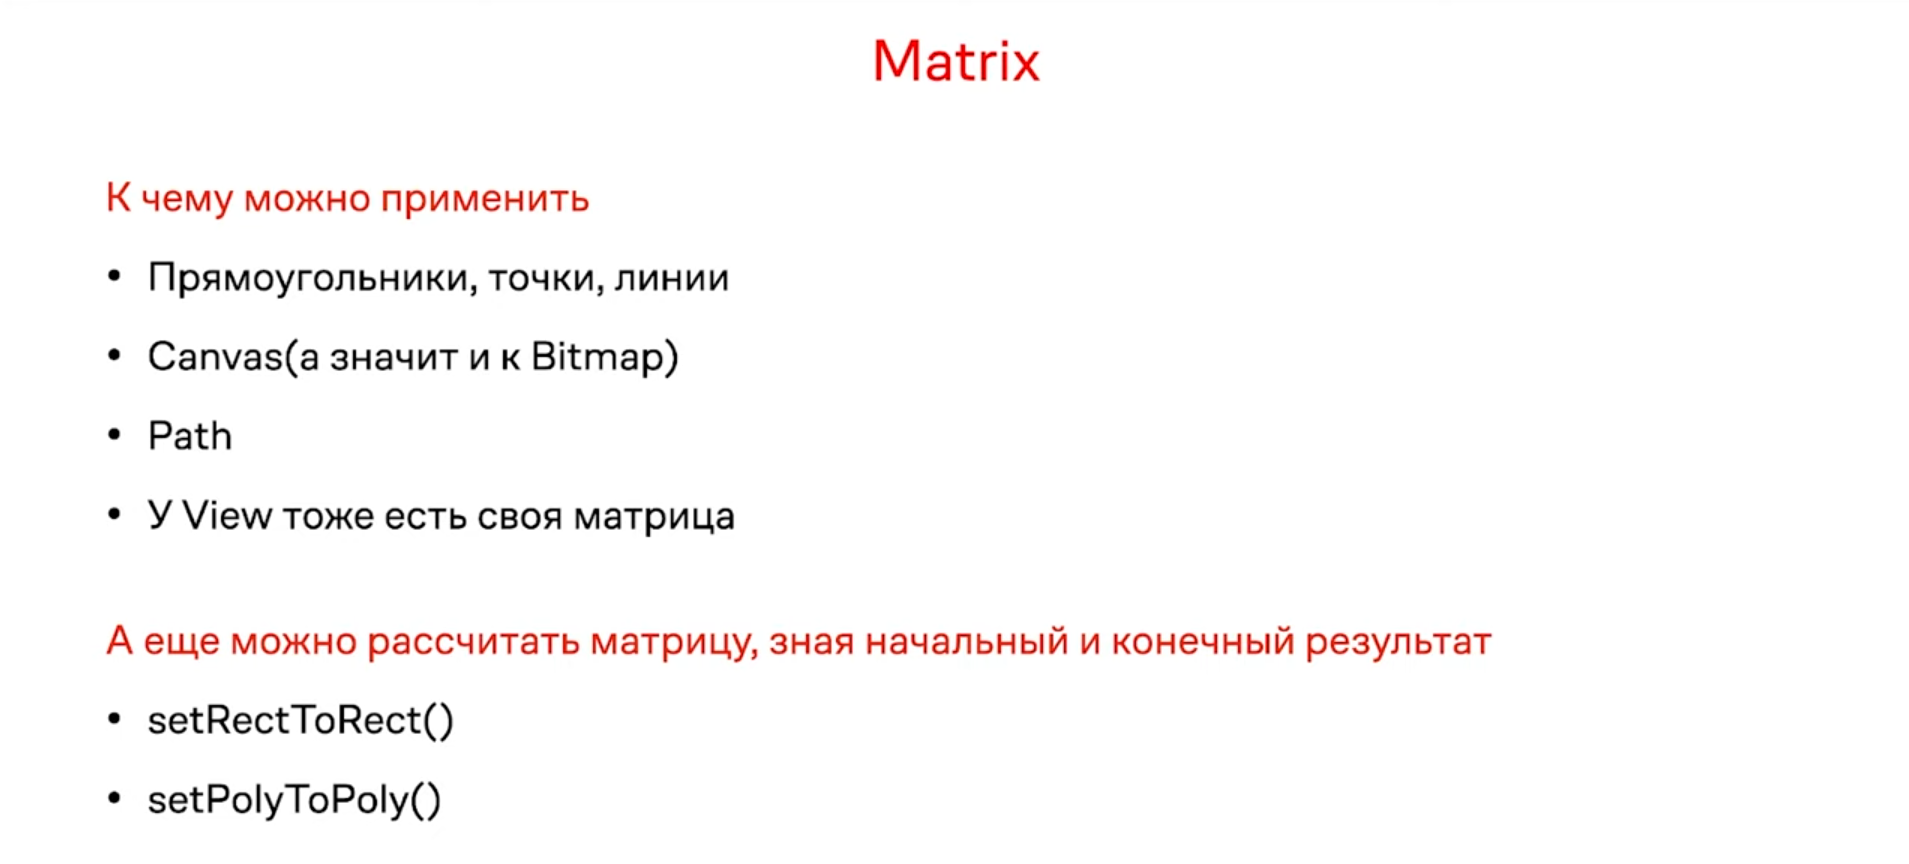 Matrix
К чему можно применить
• Прямоугольники, точки, линии
• Canvas(а значит и к Bitmap)
• Path
• У View тоже есть своя матрица
А еще можно рассчитать матрицу, зная начальный и конечный результат
• setRectToRect()
• setPolyToPoly()